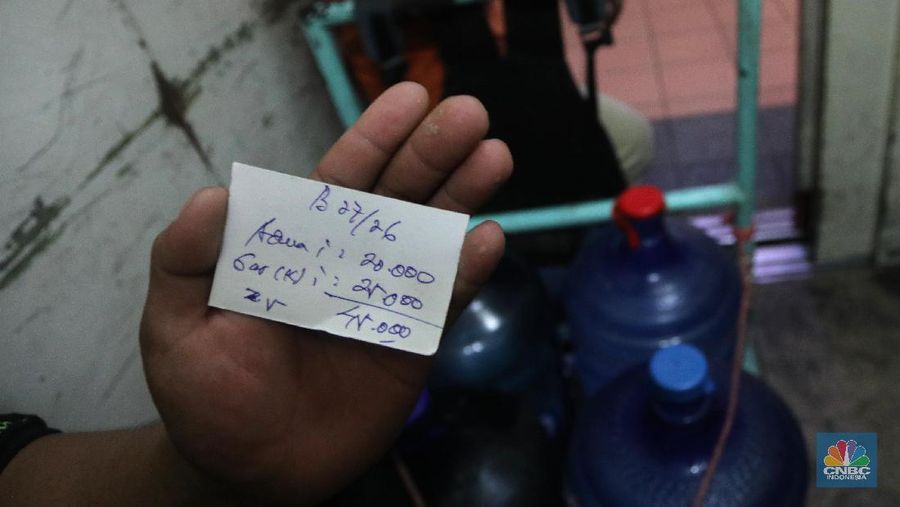 B 27/26
Aqua 1 : 20.000
Gas (K) 1 : 25.000
45.000
CNBC
INDONESIA